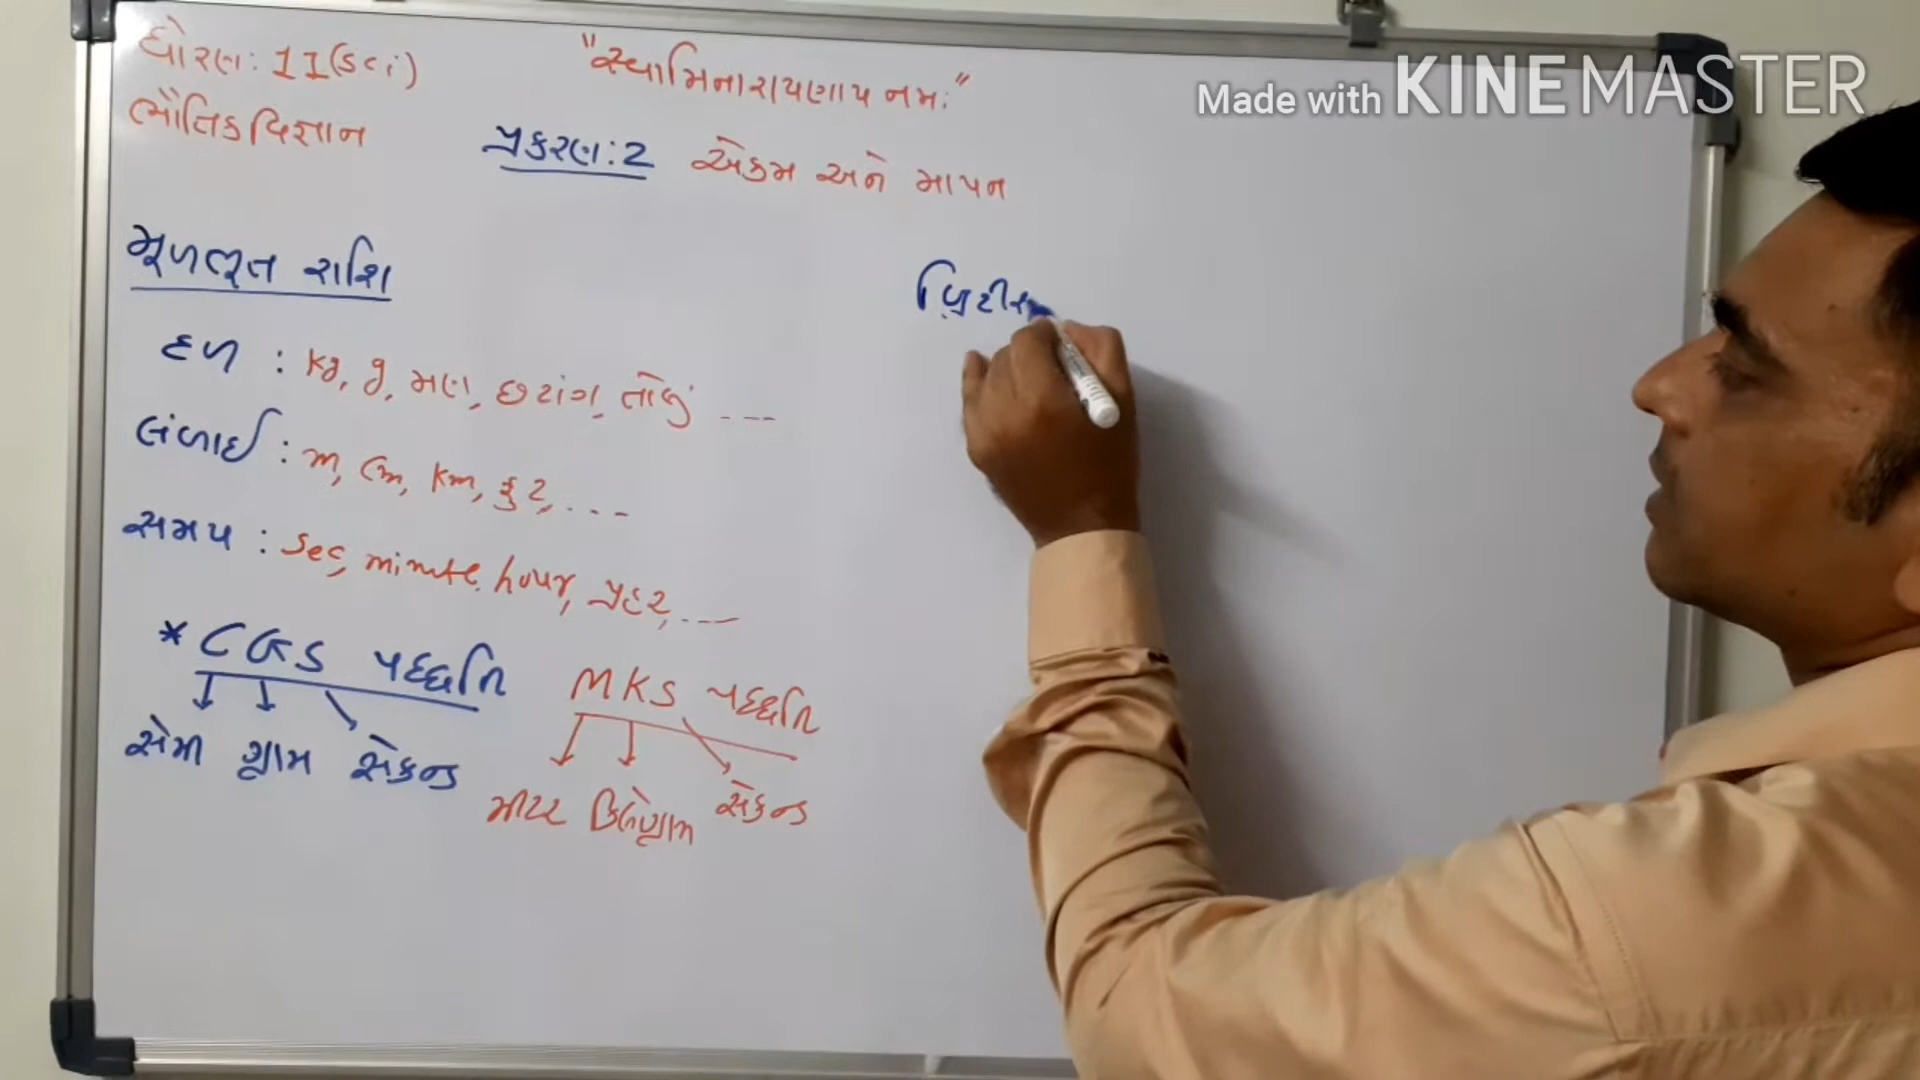 ધોરણ: 11(sci)
"સ્વામિનારાયણાય નમઃ"
Made with KINEMASTER
ભૌતિકવિજ્ઞાન
પ્રકરણ: 2 એકમ અને માપન
મૂળભૂત રાશિ
દળ : kg, g, મણ, છટાંગ, તોલું ---
લંબાઈ : m, cm, km, ફુટ, ...
સમય : sec, minute, hour, પ્રહર, ...
* CGS પદ્ધતિ
MKS પદ્ધતિ
સેમી ગ્રામ સેકન્ડ
મીટર કિલોગ્રામ સેકન્ડ
બ્રિટીશ